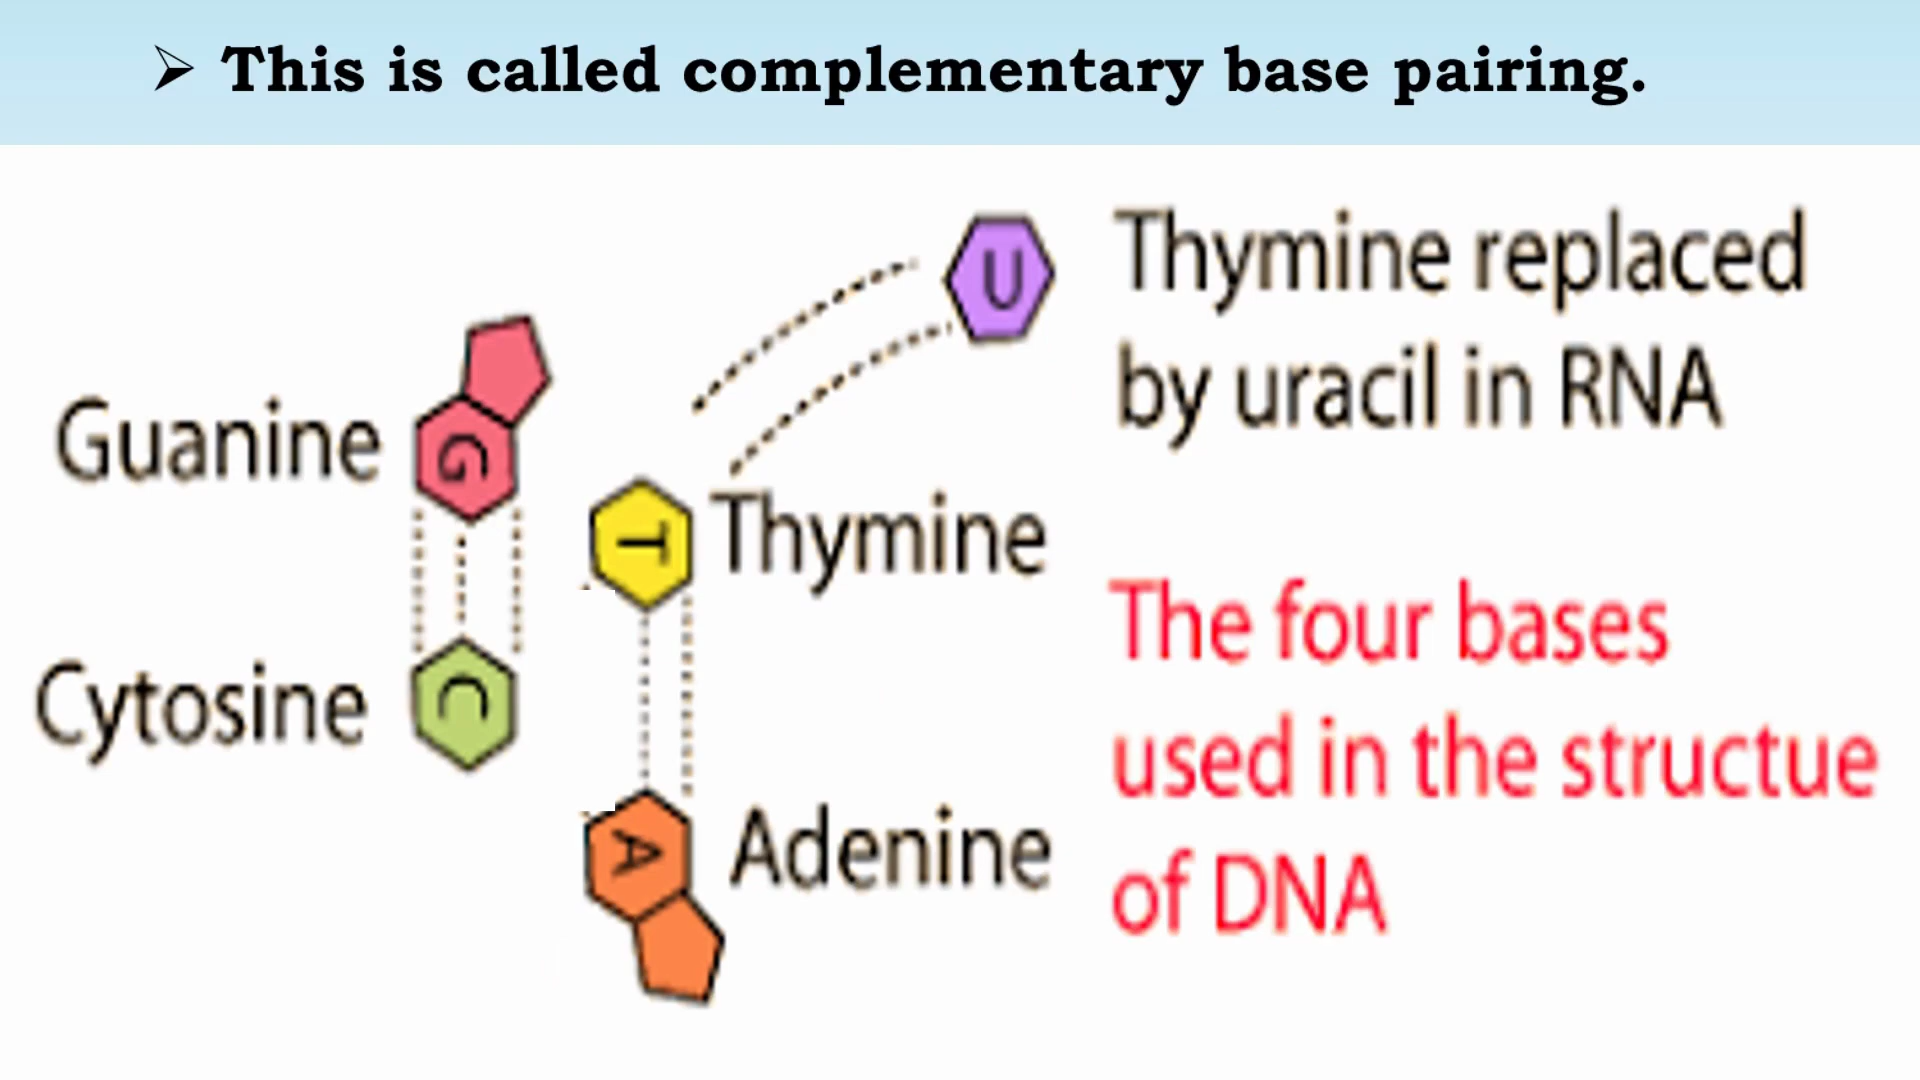 ➢ This is called complementary base pairing.
U
Thymine replaced
by uracil in RNA
Guanine
G
T
Thymine
The four bases
used in the structue
of DNA
Cytosine
C
A
Adenine